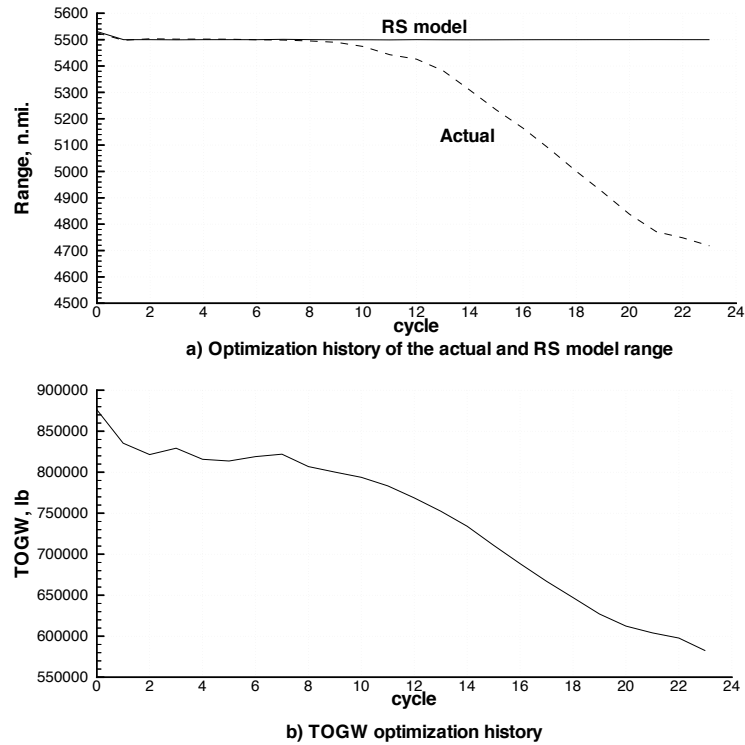 5600
5500
5400
5300
5200
5100
5000
4900
4800
4700
4600
4500
Range, n.mi.
RS model
Actual
0 2 4 6 8 10 12 14 16 18 20 22 24
cycle
a) Optimization history of the actual and RS model range
900000
850000
800000
750000
700000
650000
600000
550000
TOGW, lb
0 2 4 6 8 10 12 14 16 18 20 22 24
cycle
b) TOGW optimization history